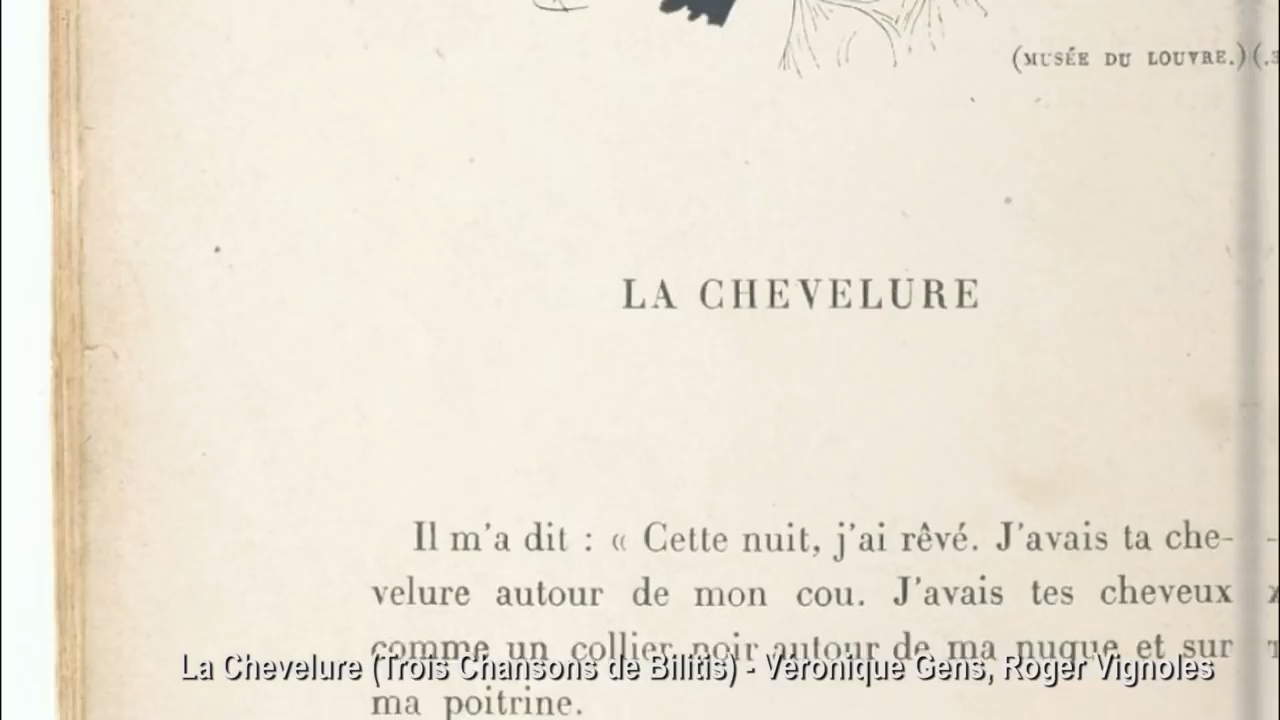 (MUSÉE DU LOUVRE.)
LA CHEVELURE
Il m'a dit : « Cette nuit, j'ai rêvé. J'avais ta che-
velure autour de mon cou. J'avais tes cheveux
comme un collier noir autour de ma nuque et sur
La Chevelure (Trois Chansons de Bilitis) - Véronique Gens, Roger Vignoles
ma poitrine.